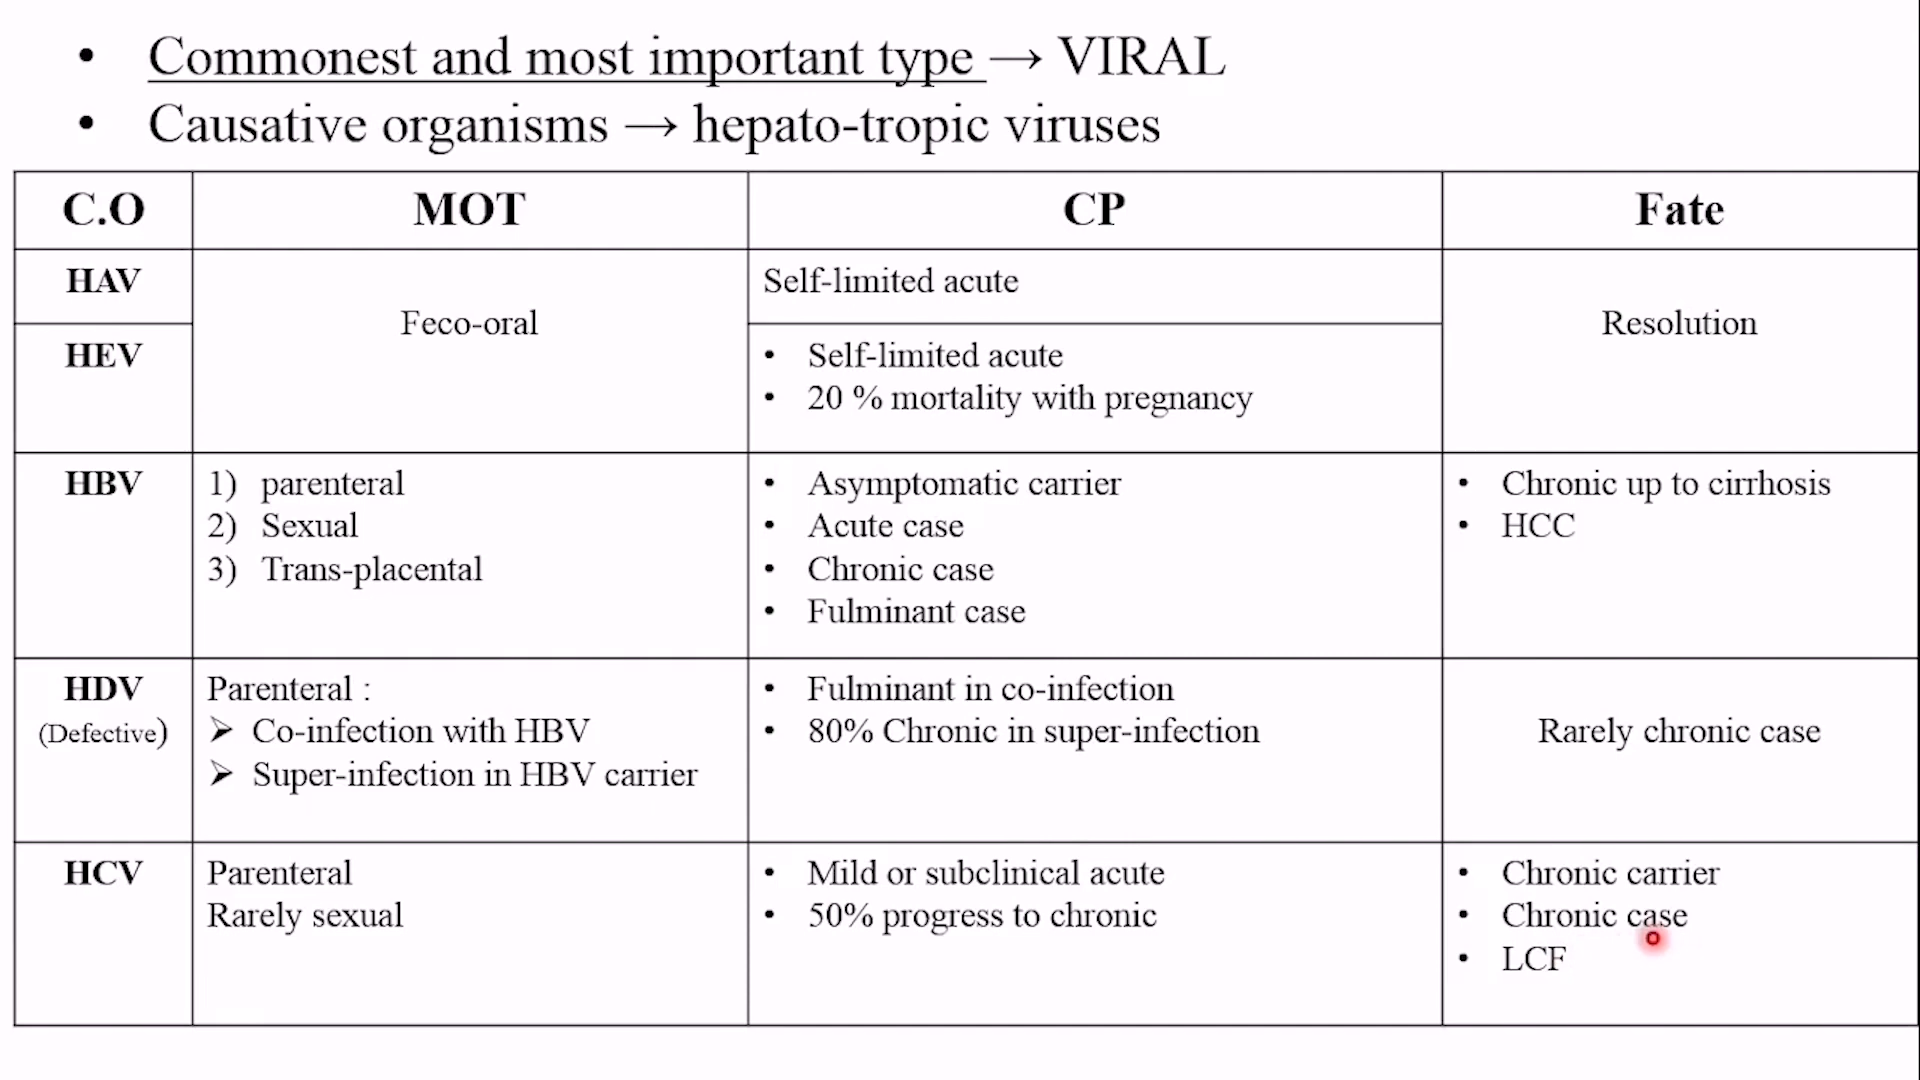 • Commonest and most important type → VIRAL
• Causative organisms → hepato-tropic viruses
C.O MOT CP Fate
HAV
Feco-oral
Self-limited acute
Resolution
HEV
• Self-limited acute
• 20 % mortality with pregnancy
HBV
1) parenteral
2) Sexual
3) Trans-placental
• Asymptomatic carrier
• Acute case
• Chronic case
• Fulminant case
• Chronic up to cirrhosis
• HCC
HDV
(Defective)
Parenteral :
➢ Co-infection with HBV
➢ Super-infection in HBV carrier
• Fulminant in co-infection
• 80% Chronic in super-infection
Rarely chronic case
HCV
Parenteral
Rarely sexual
• Mild or subclinical acute
• 50% progress to chronic
• Chronic carrier
• Chronic case
• LCF